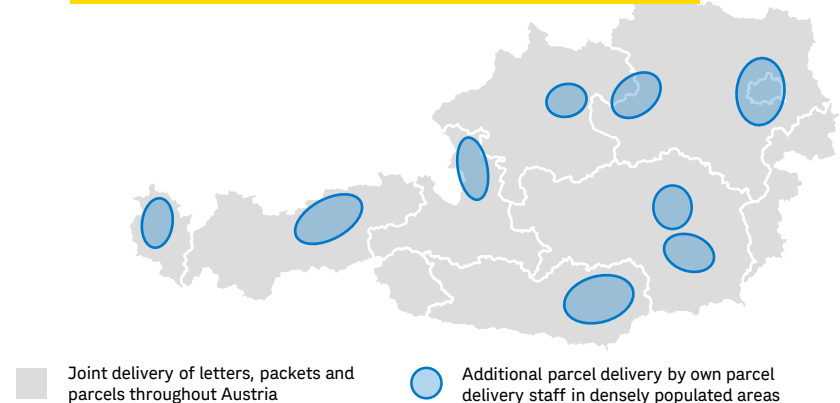 Joint delivery of letters, packets and
parcels throughout Austria
Additional parcel delivery by own parcel
delivery staff in densely populated areas